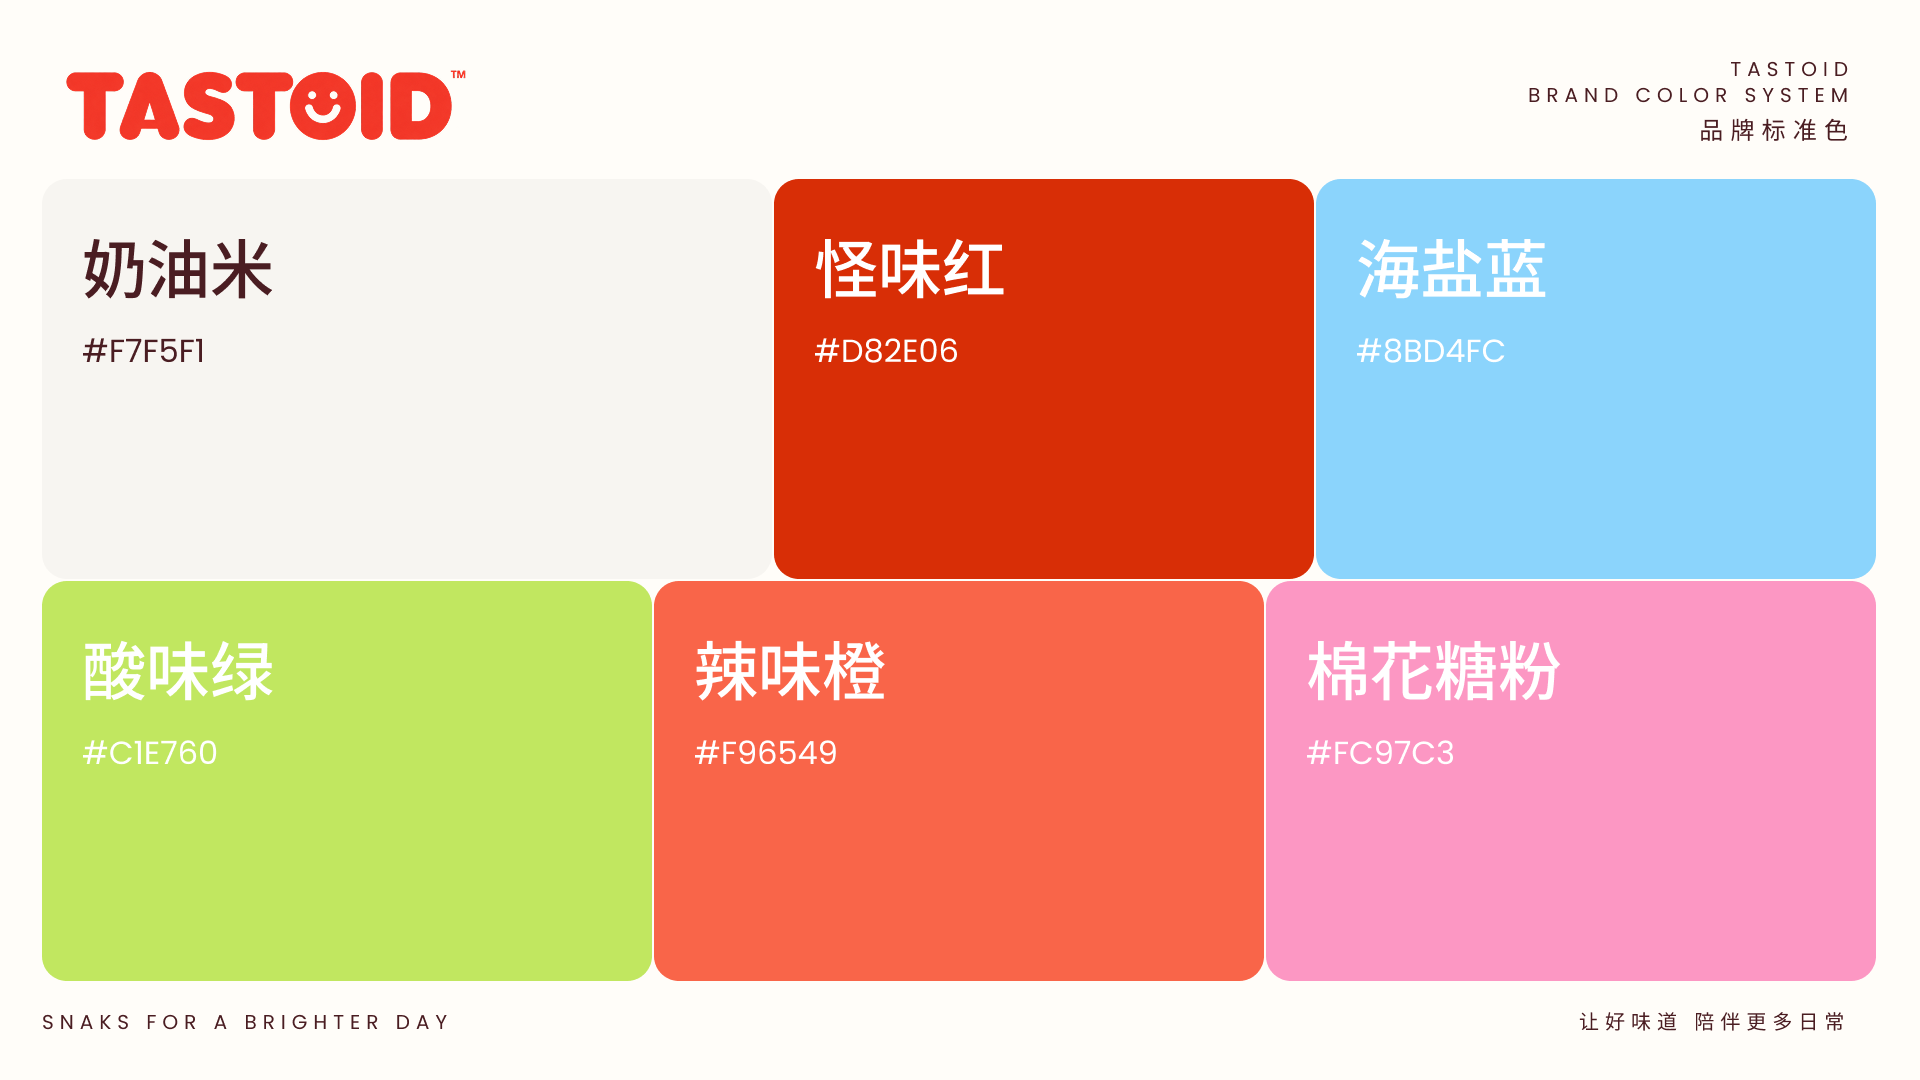 TASTOID™
TASTOID
BRAND COLOR SYSTEM
品牌标准色
奶油米
#F7F5F1
怪味红
#D82E06
海盐蓝
#8BD4FC
酸味绿
#C1E760
辣味橙
#F96549
棉花糖粉
#FC97C3
SNAKS FOR A BRIGHTER DAY
让好味道 陪伴更多日常